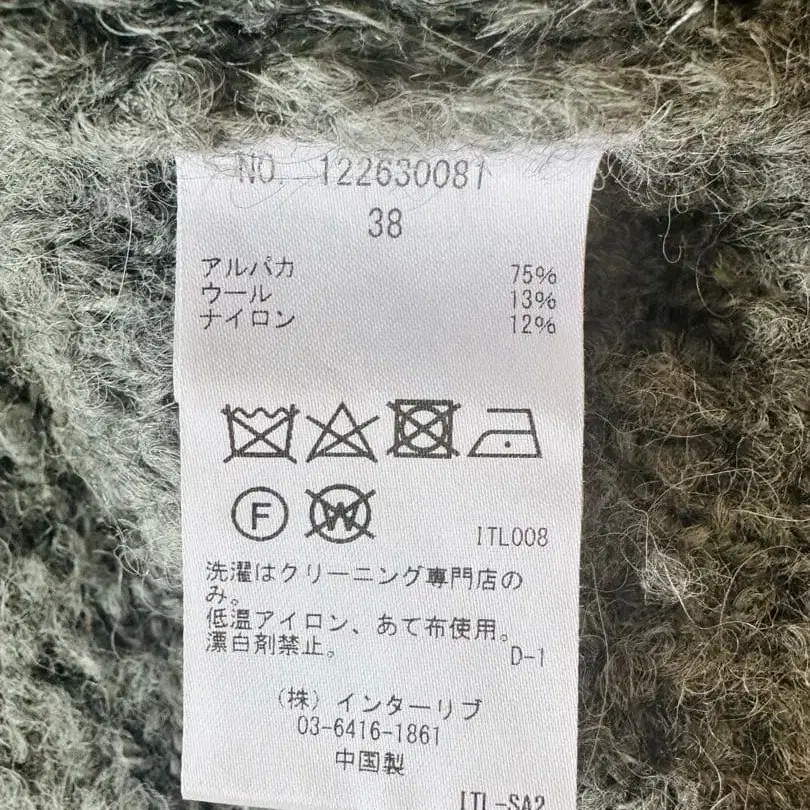 NO. 122630081
38
アルパカ 75%
ウール 13%
ナイロン 12%
F W
ITL008
洗濯はクリーニング専門店の
み。
低温アイロン、あて布使用。
漂白剤禁止。
D-1
(株)インターリブ
03-6416-1861
中国製
ITL-SA2